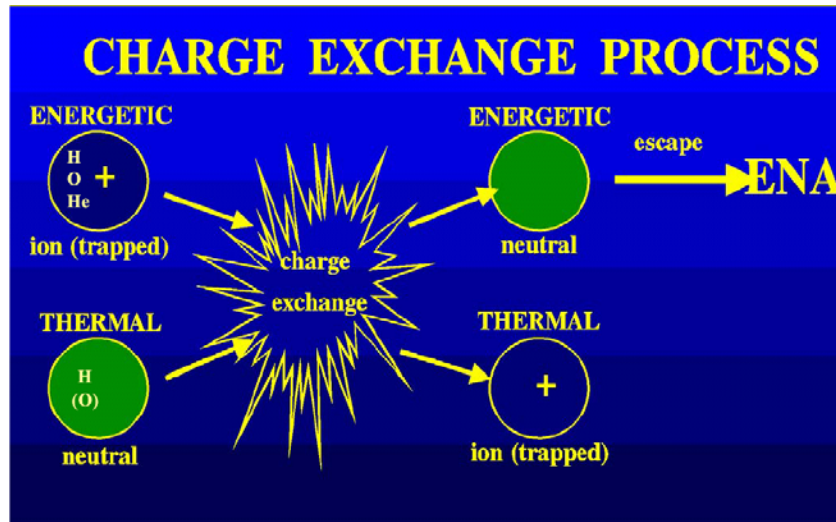 CHARGE EXCHANGE PROCESS
ENERGETIC
H
O
He
+
ion (trapped)
THERMAL
H
(O)
neutral
charge
exchange
ENERGETIC
neutral
escape
ENA
THERMAL
+
ion (trapped)